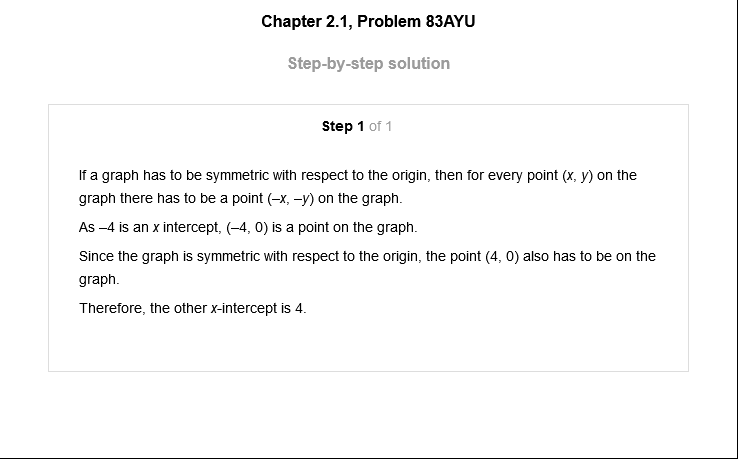 Chapter 2.1, Problem 83AYU
Step-by-step solution
Step 1 of 1
If a graph has to be symmetric with respect to the origin, then for every point (x, y) on the
graph there has to be a point (–x, –y) on the graph.
As –4 is an x intercept, (–4, 0) is a point on the graph.
Since the graph is symmetric with respect to the origin, the point (4, 0) also has to be on the
graph.
Therefore, the other x-intercept is 4.